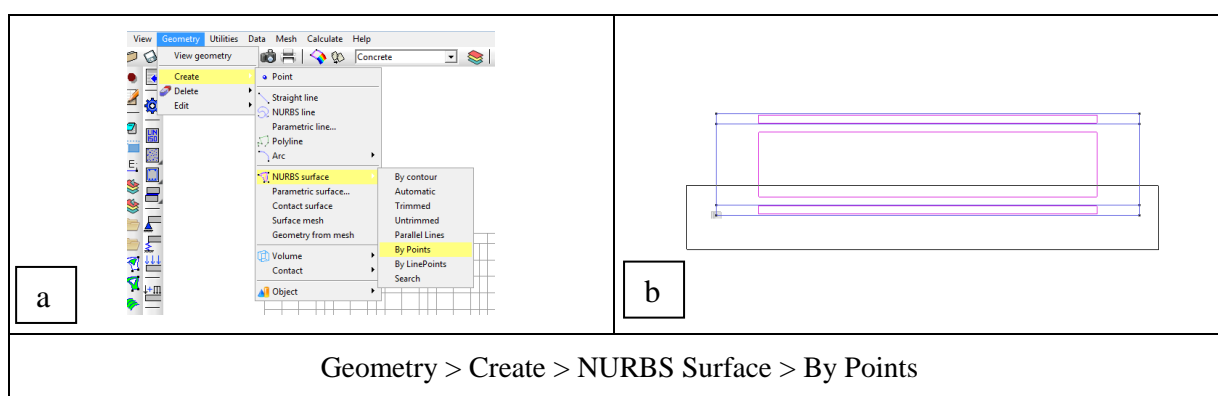 View Geometry Utilities Data Mesh Calculate Help
View geometry
Concrete
Create
Delete
Edit
Point
Straight line
NURBS line
Parametric line...
Polyline
Arc
NURBS surface
Parametric surface...
Contact surface
Surface mesh
Geometry from mesh
Volume
Contact
Object
By contour
Automatic
Trimmed
Untrimmed
Parallel Lines
By Points
By LinePoints
Search
a
b
Geometry > Create > NURBS Surface > By Points